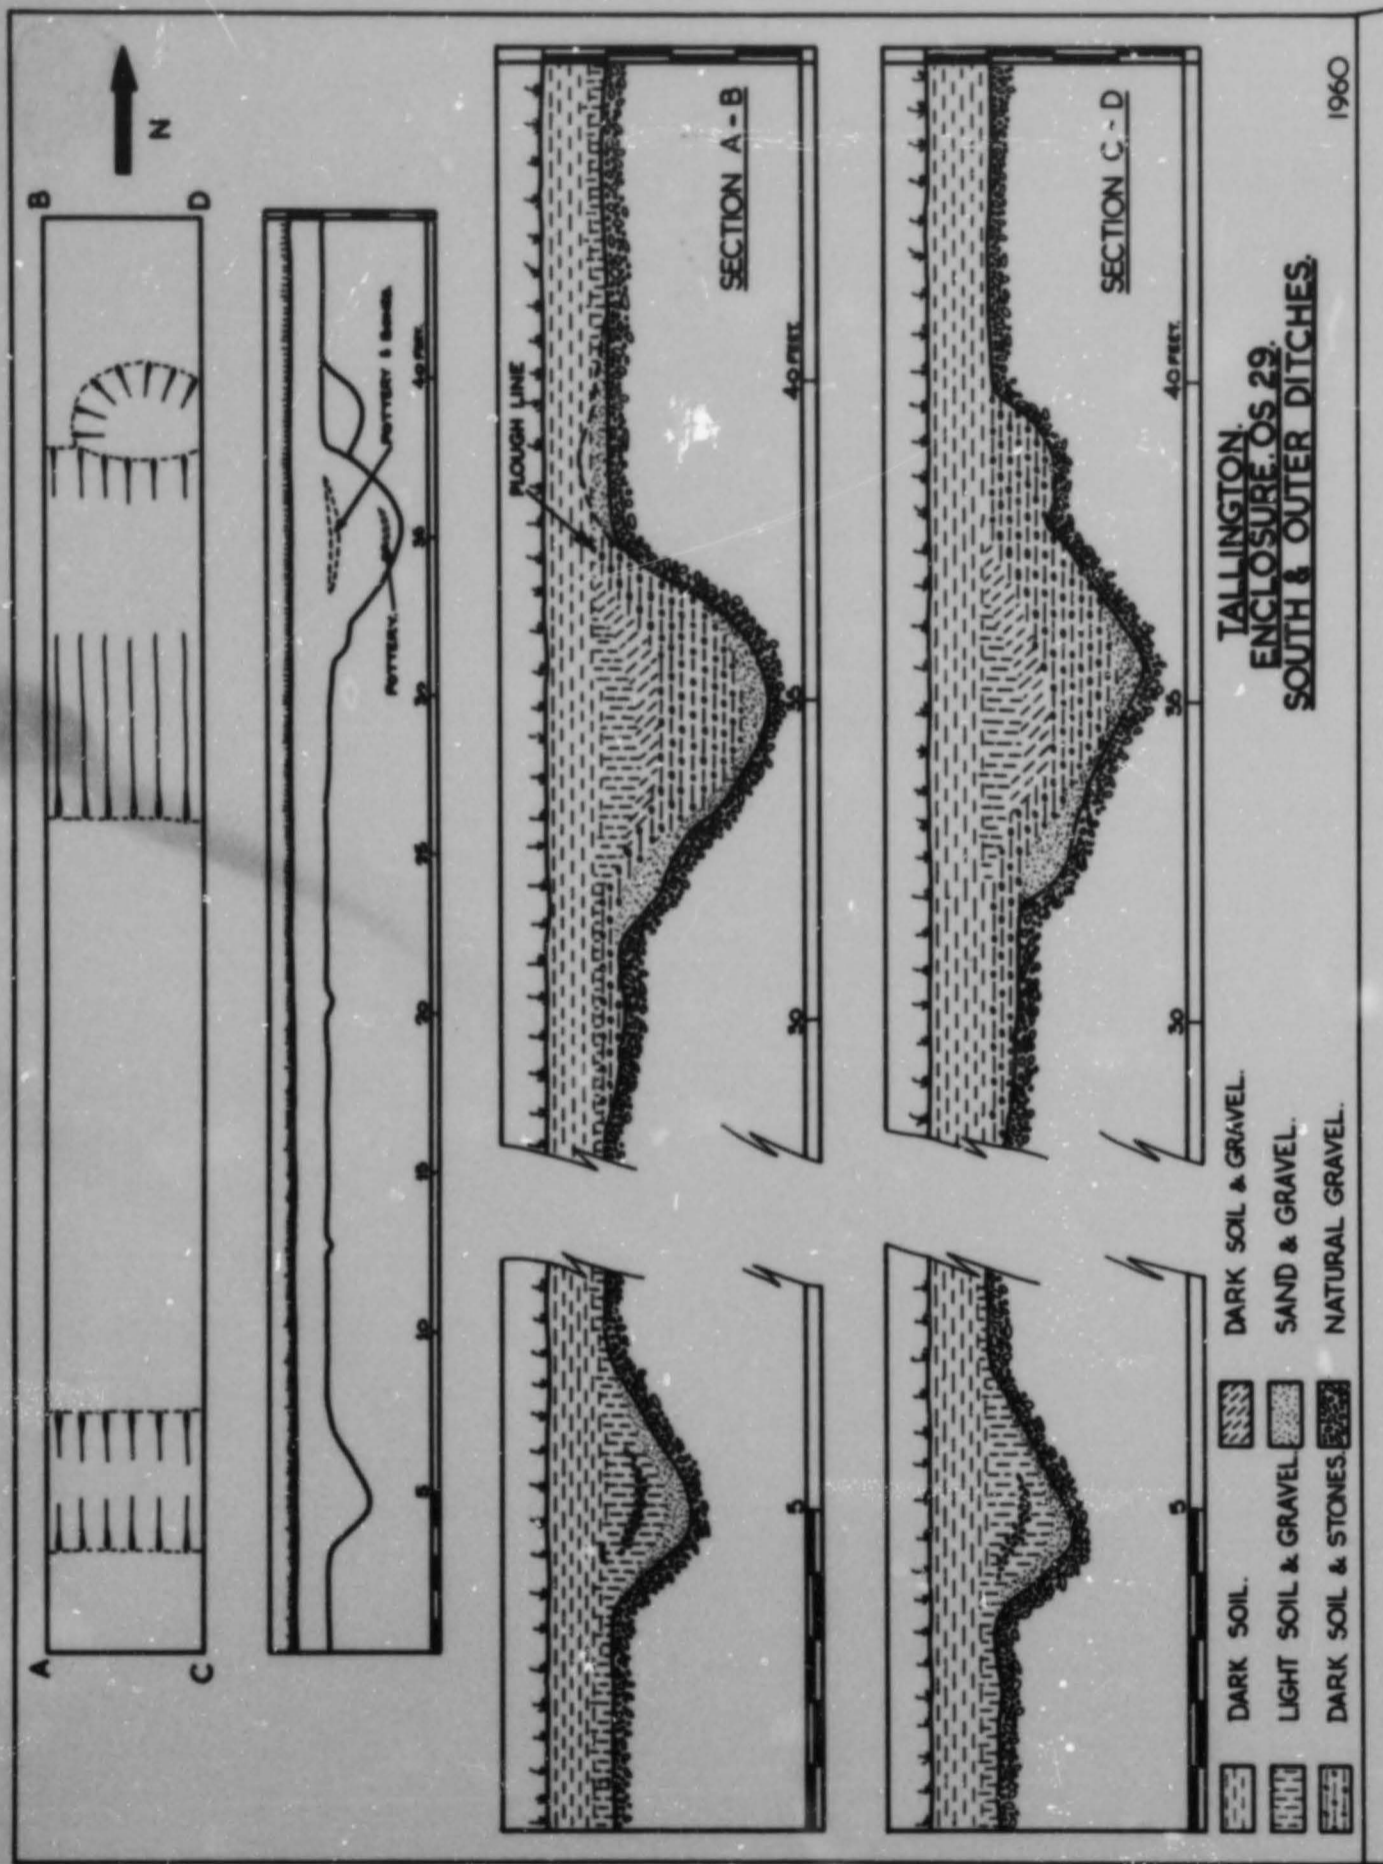 A
B
C
D
N
5
10
15
20
25
30
35
40 FEET.
POTTERY.
POTTERY & BONES.
PLOUGH LINE
SECTION A - B
5
30
35
40 FEET.
SECTION C - D
5
30
35
40 FEET.
DARK SOIL.
DARK SOIL & GRAVEL.
LIGHT SOIL & GRAVEL.
SAND & GRAVEL.
DARK SOIL & STONES.
NATURAL GRAVEL.
TALLINGTON.
ENCLOSURE. OS 29.
SOUTH & OUTER DITCHES.
1960